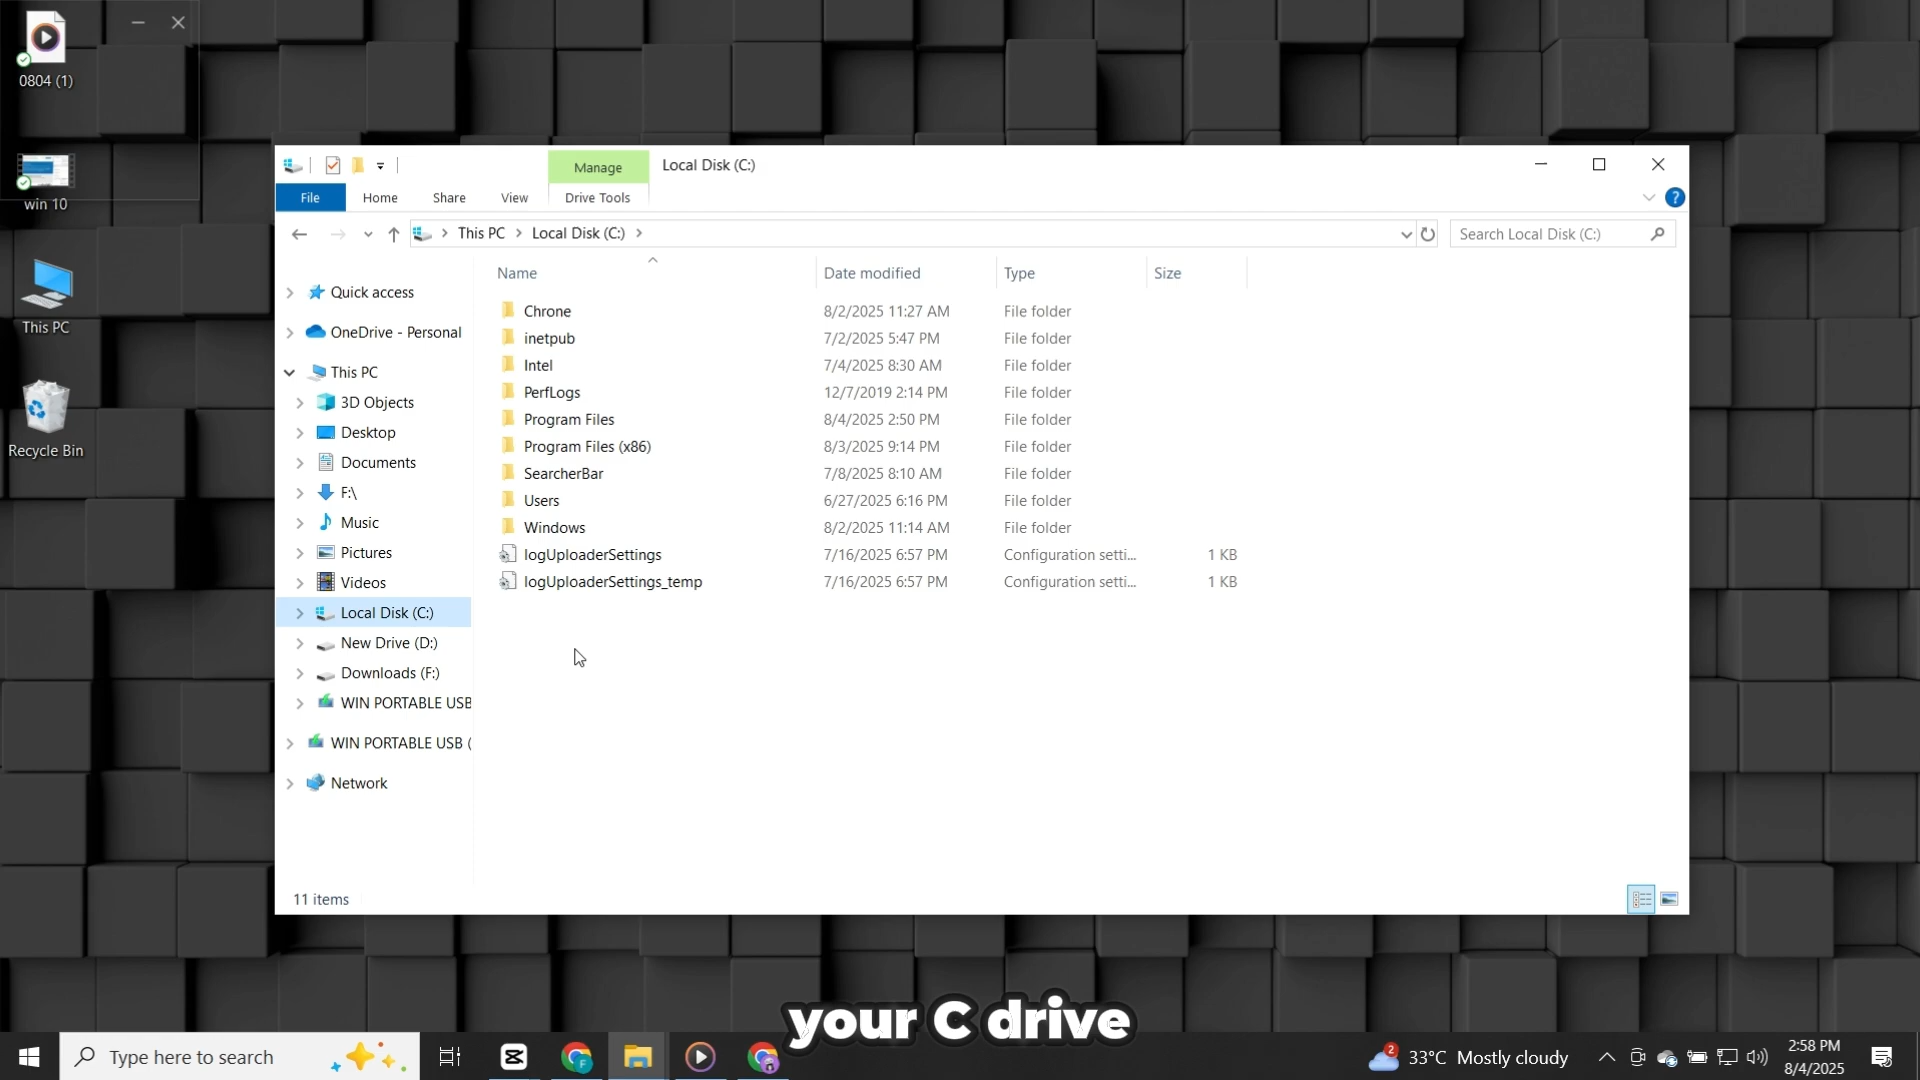 0804 (1)
win 10
This PC
Recycle Bin
Manage
Local Disk (C:)
File
Home
Share
View
Drive Tools
This PC
Local Disk (C:)
Search Local Disk (C:)
Name
Date modified
Type
Size
Quick access
OneDrive - Personal
This PC
3D Objects
Desktop
Documents
F:\
Music
Pictures
Videos
Local Disk (C:)
New Drive (D:)
Downloads (F:)
WIN PORTABLE USB
WIN PORTABLE USB (
Network
Chrone 8/2/2025 11:27 AM File folder
inetpub 7/2/2025 5:47 PM File folder
Intel 7/4/2025 8:30 AM File folder
PerfLogs 12/7/2019 2:14 PM File folder
Program Files 8/4/2025 2:50 PM File folder
Program Files (x86) 8/3/2025 9:14 PM File folder
SearcherBar 7/8/2025 8:10 AM File folder
Users 6/27/2025 6:16 PM File folder
Windows 8/2/2025 11:14 AM File folder
logUploaderSettings 7/16/2025 6:57 PM Configuration setti... 1 KB
logUploaderSettings_temp 7/16/2025 6:57 PM Configuration setti... 1 KB
11 items
your C drive
Type here to search
F
2
33°C Mostly cloudy
2:58 PM
8/4/2025